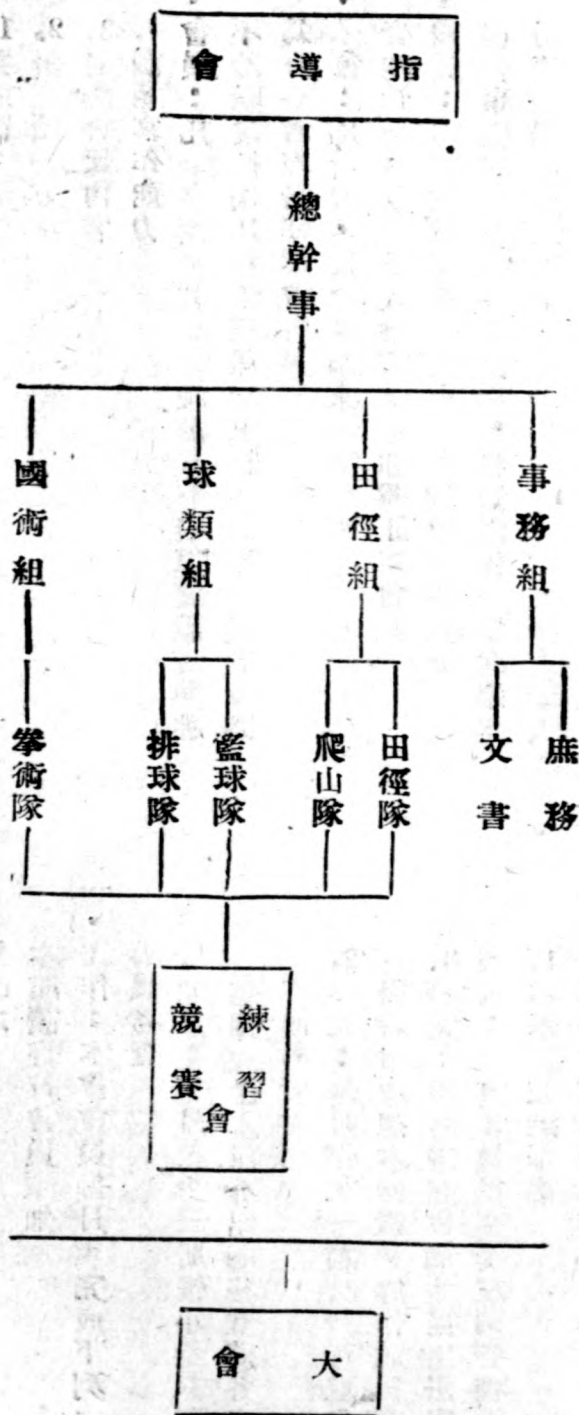 指導會
總幹事
事務組
田徑組
球類組
國術組
庶務
文書
田徑隊
爬山隊
籃球隊
排球隊
拳術隊
練習
競賽
會
大會